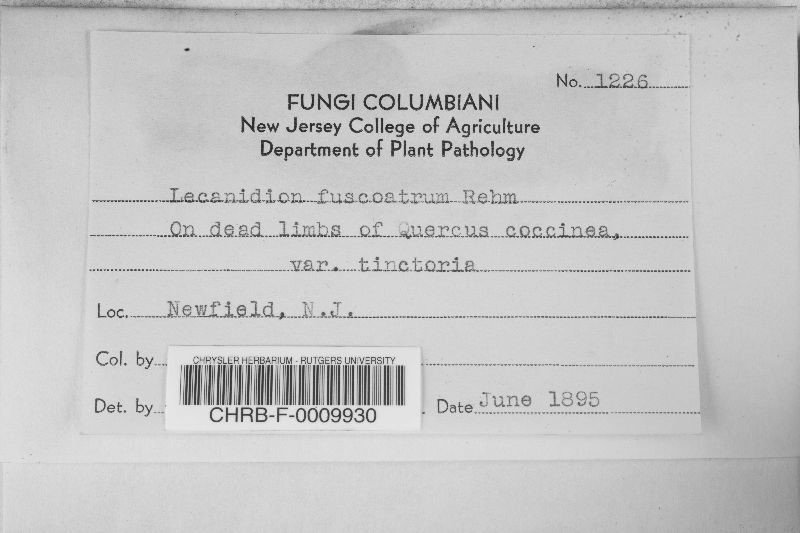 No. 1226
FUNGI COLUMBIANI
New Jersey College of Agriculture
Department of Plant Pathology
Lecanidion fuscoatrum Rehm
On dead limbs of Quercus coccinea,
var. tinctoria
Loc. Newfield, N.J.
Col. by
CHRYSLER HERBARIUM - RUTGERS UNIVERSITY
Det. by
CHRB-F-0009930
Date June 1895